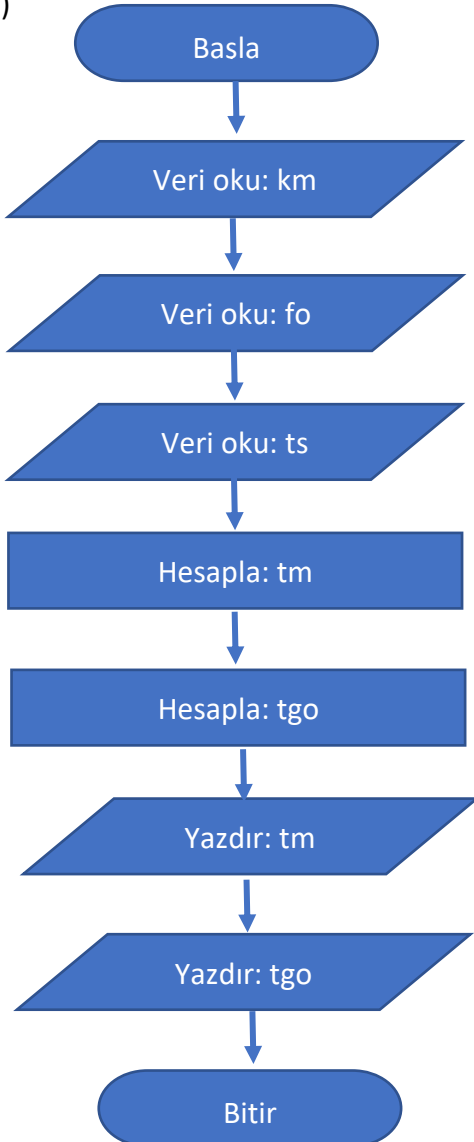 )
Basla
Veri oku: km
Veri oku: fo
Veri oku: ts
Hesapla: tm
Hesapla: tgo
Yazdır: tm
Yazdır: tgo
Bitir